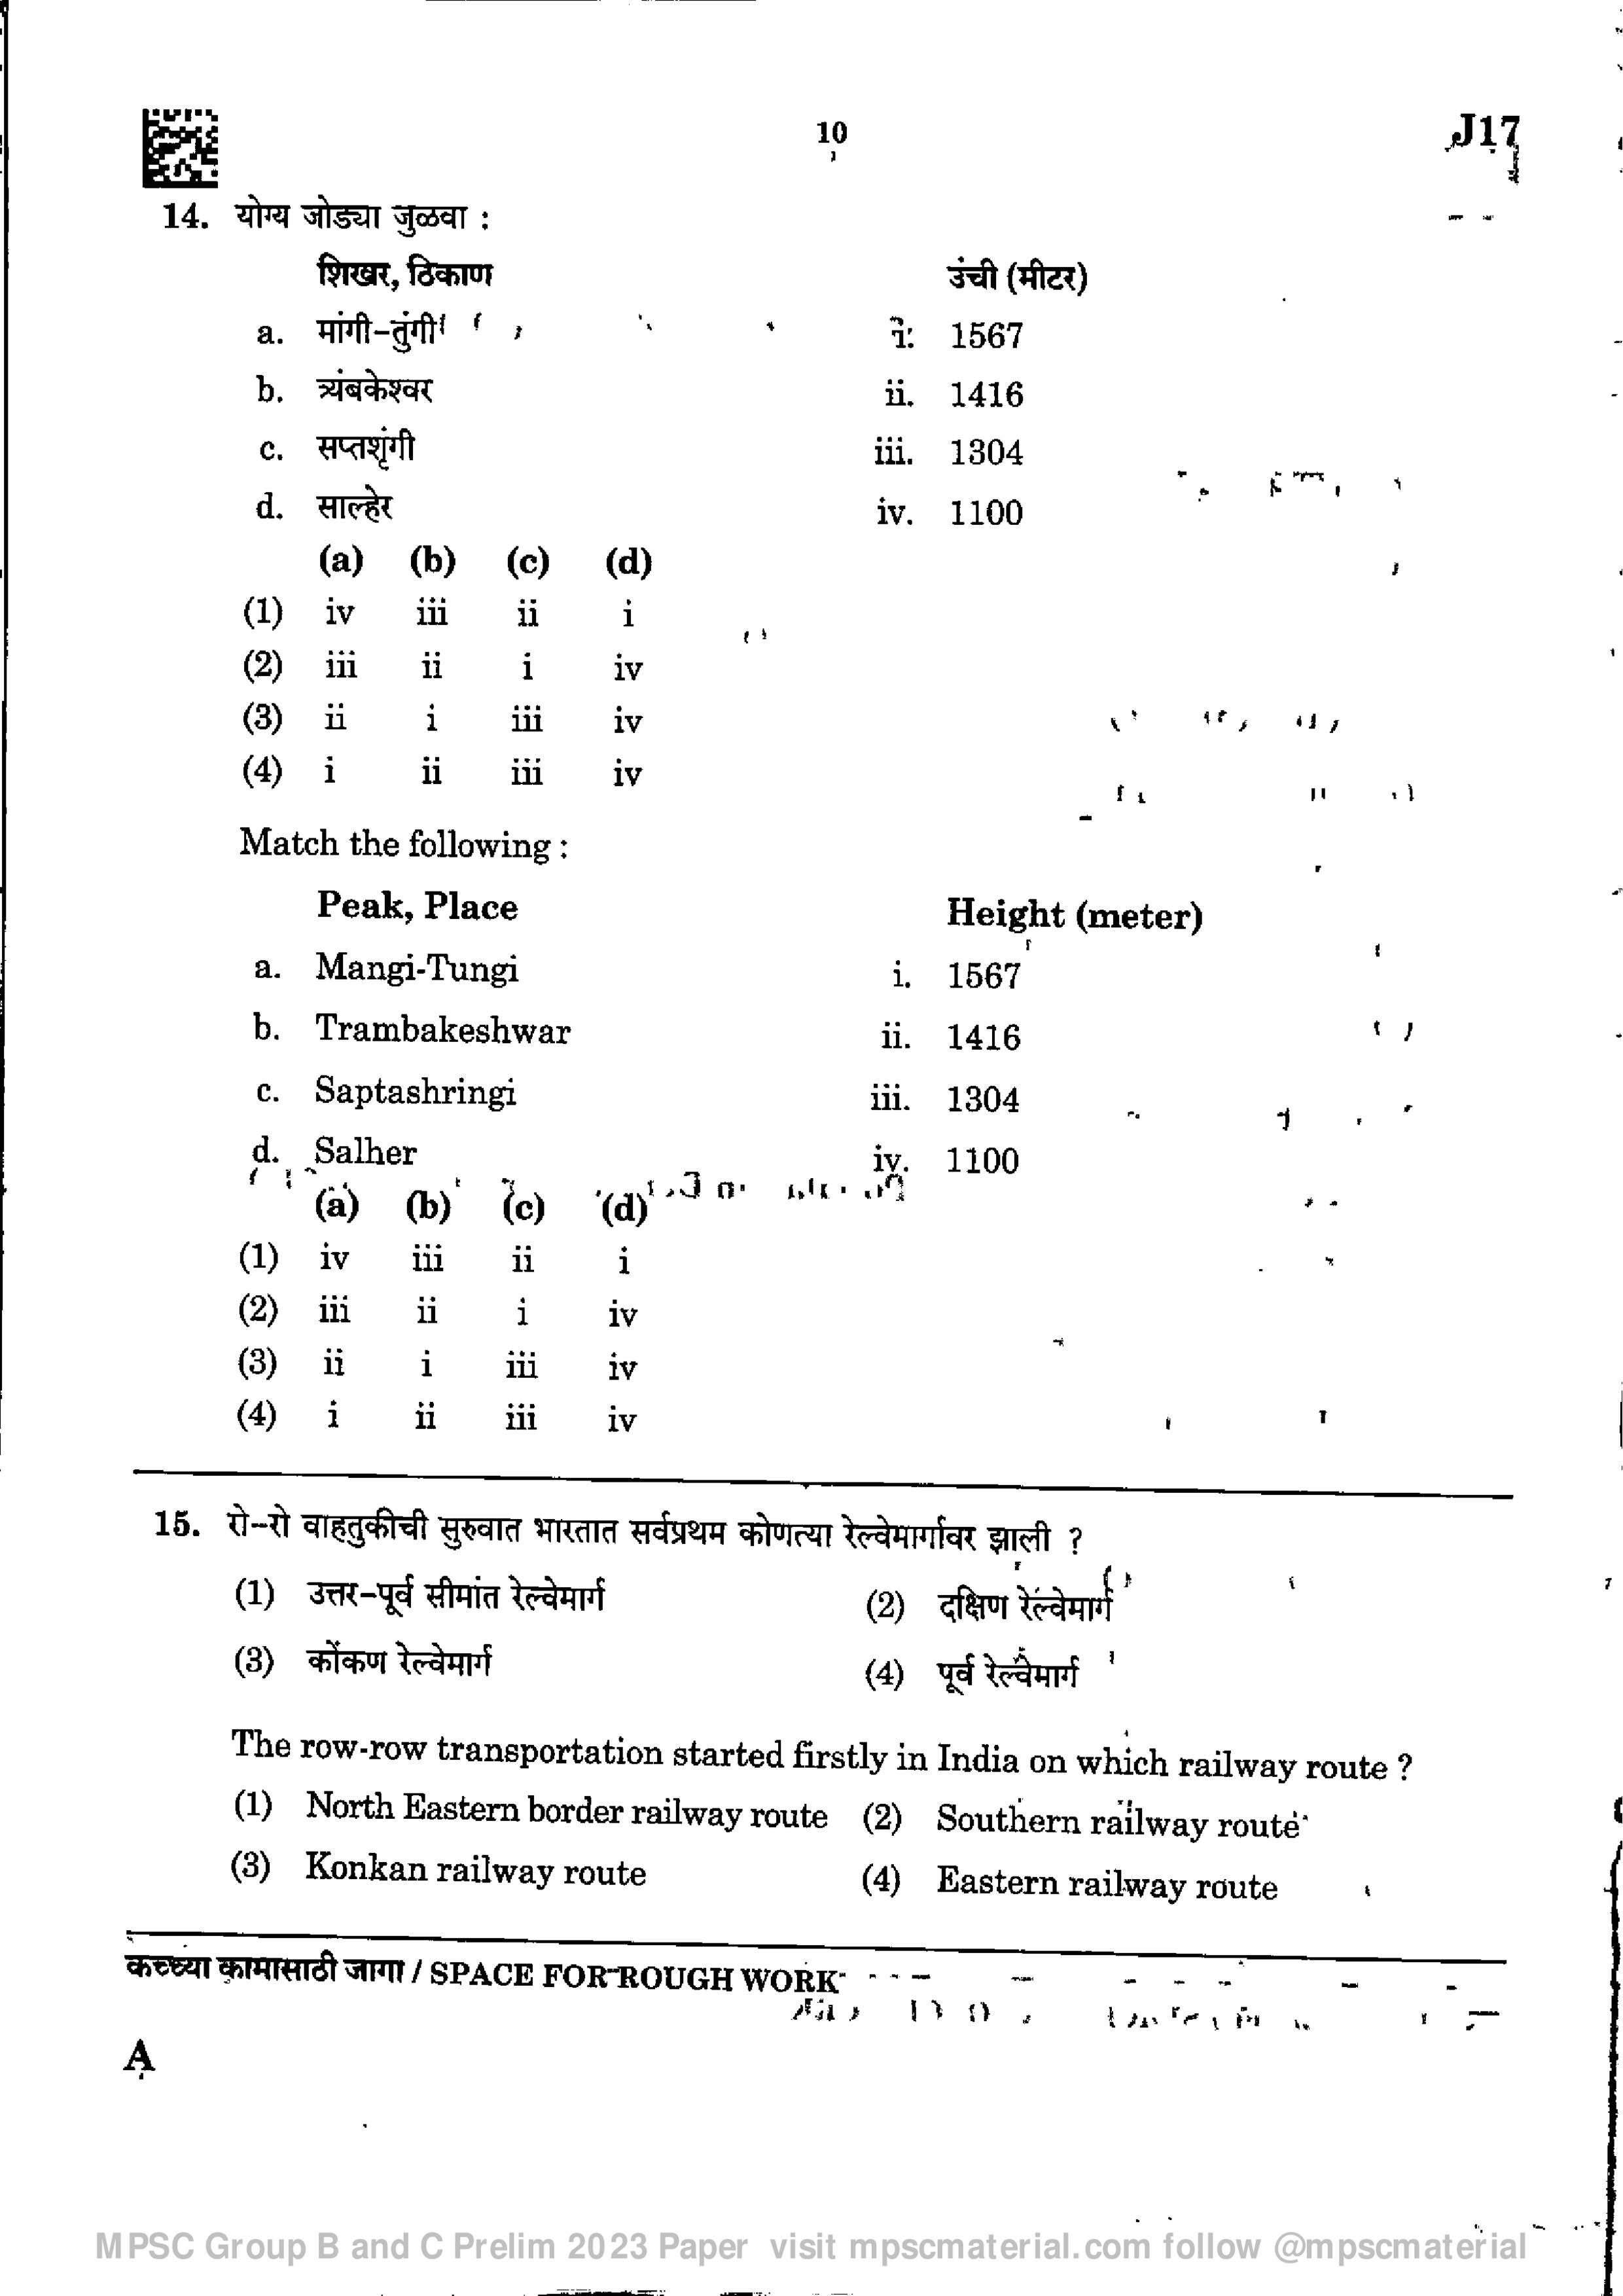 10
J17
14. योग्य जोड्या जुळवा :
शिखर, ठिकाण उंची (मीटर)
a. मांगी-तुंगी i. 1567
b. त्र्यंबकेश्वर ii. 1416
c. सप्तशृंगी iii. 1304
d. साल्हेर iv. 1100
(a) (b) (c) (d)
(1) iv iii ii i
(2) iii ii i iv
(3) ii i iii iv
(4) i ii iii iv
Match the following :
Peak, Place Height (meter)
a. Mangi-Tungi i. 1567
b. Trambakeshwar ii. 1416
c. Saptashringi iii. 1304
d. Salher iv. 1100
(a) (b) (c) (d)
(1) iv iii ii i
(2) iii ii i iv
(3) ii i iii iv
(4) i ii iii iv
15. रो-रो वाहतुकीची सुरुवात भारतात सर्वप्रथम कोणत्या रेल्वेमार्गावर झाली ?
(1) उत्तर-पूर्व सीमांत रेल्वेमार्ग (2) दक्षिण रेल्वेमार्ग
(3) कोंकण रेल्वेमार्ग (4) पूर्व रेल्वेमार्ग
The row-row transportation started firstly in India on which railway route ?
(1) North Eastern border railway route (2) Southern railway route
(3) Konkan railway route (4) Eastern railway route
कच्च्या कामासाठी जागा / SPACE FOR ROUGH WORK
A
MPSC Group B and C Prelim 2023 Paper visit mpscmaterial.com follow @mpscmaterial